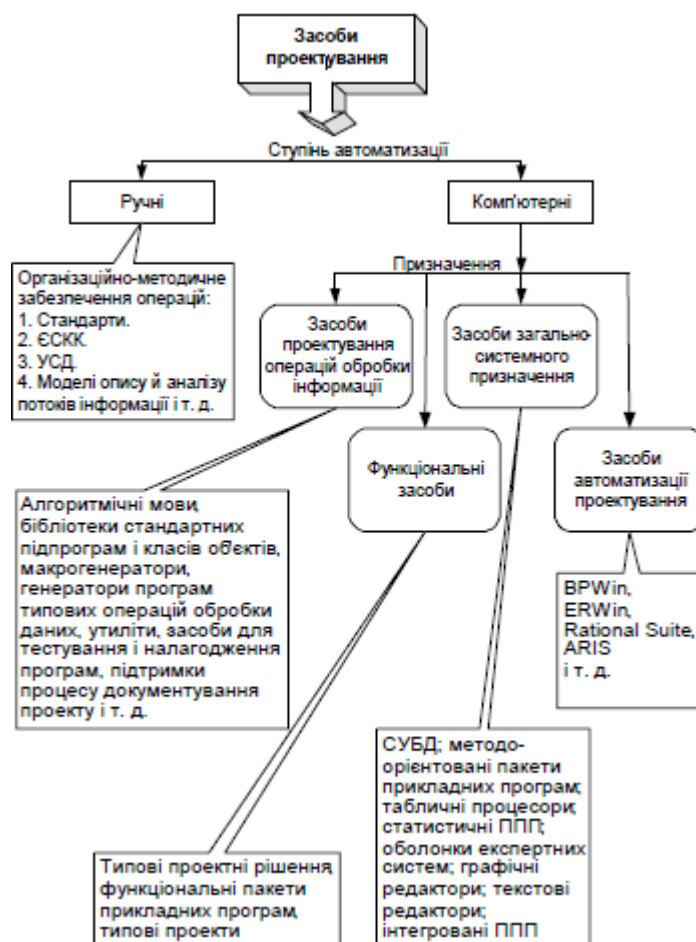 Засоби
проектування
Ступінь автоматизації
Ручні
Комп'ютерні
Організаційно-методичне
забезпечення операцій:
1. Стандарти.
2. ЄСКК.
3. УСД.
4. Моделі опису й аналізу
потоків інформації і т. д.
Призначення
Засоби
проектування
операцій обробки
інформації
Засоби загально-
системного
призначення
Функціональні
засоби
Засоби
автоматизації
проектування
Алгоритмічні мови,
бібліотеки стандартних
підпрограм і класів об'єктів,
макрогенератори,
генератори програм
типових операцій обробки
даних, утиліти, засоби для
тестування і налагодження
програм, підтримки
процесу документування
проекту і т. д.
BPWin,
ERWin,
Rational Suite,
ARIS
і т. д.
СУБД; методо-
орієнтовані пакети
прикладних програм;
табличні процесори;
статистичні ППП;
оболонки експертних
систем; графічні
редактори; текстові
редактори;
інтегровані ППП
Типові проектні рішення,
функціональні пакети
прикладних програм,
типові проекти